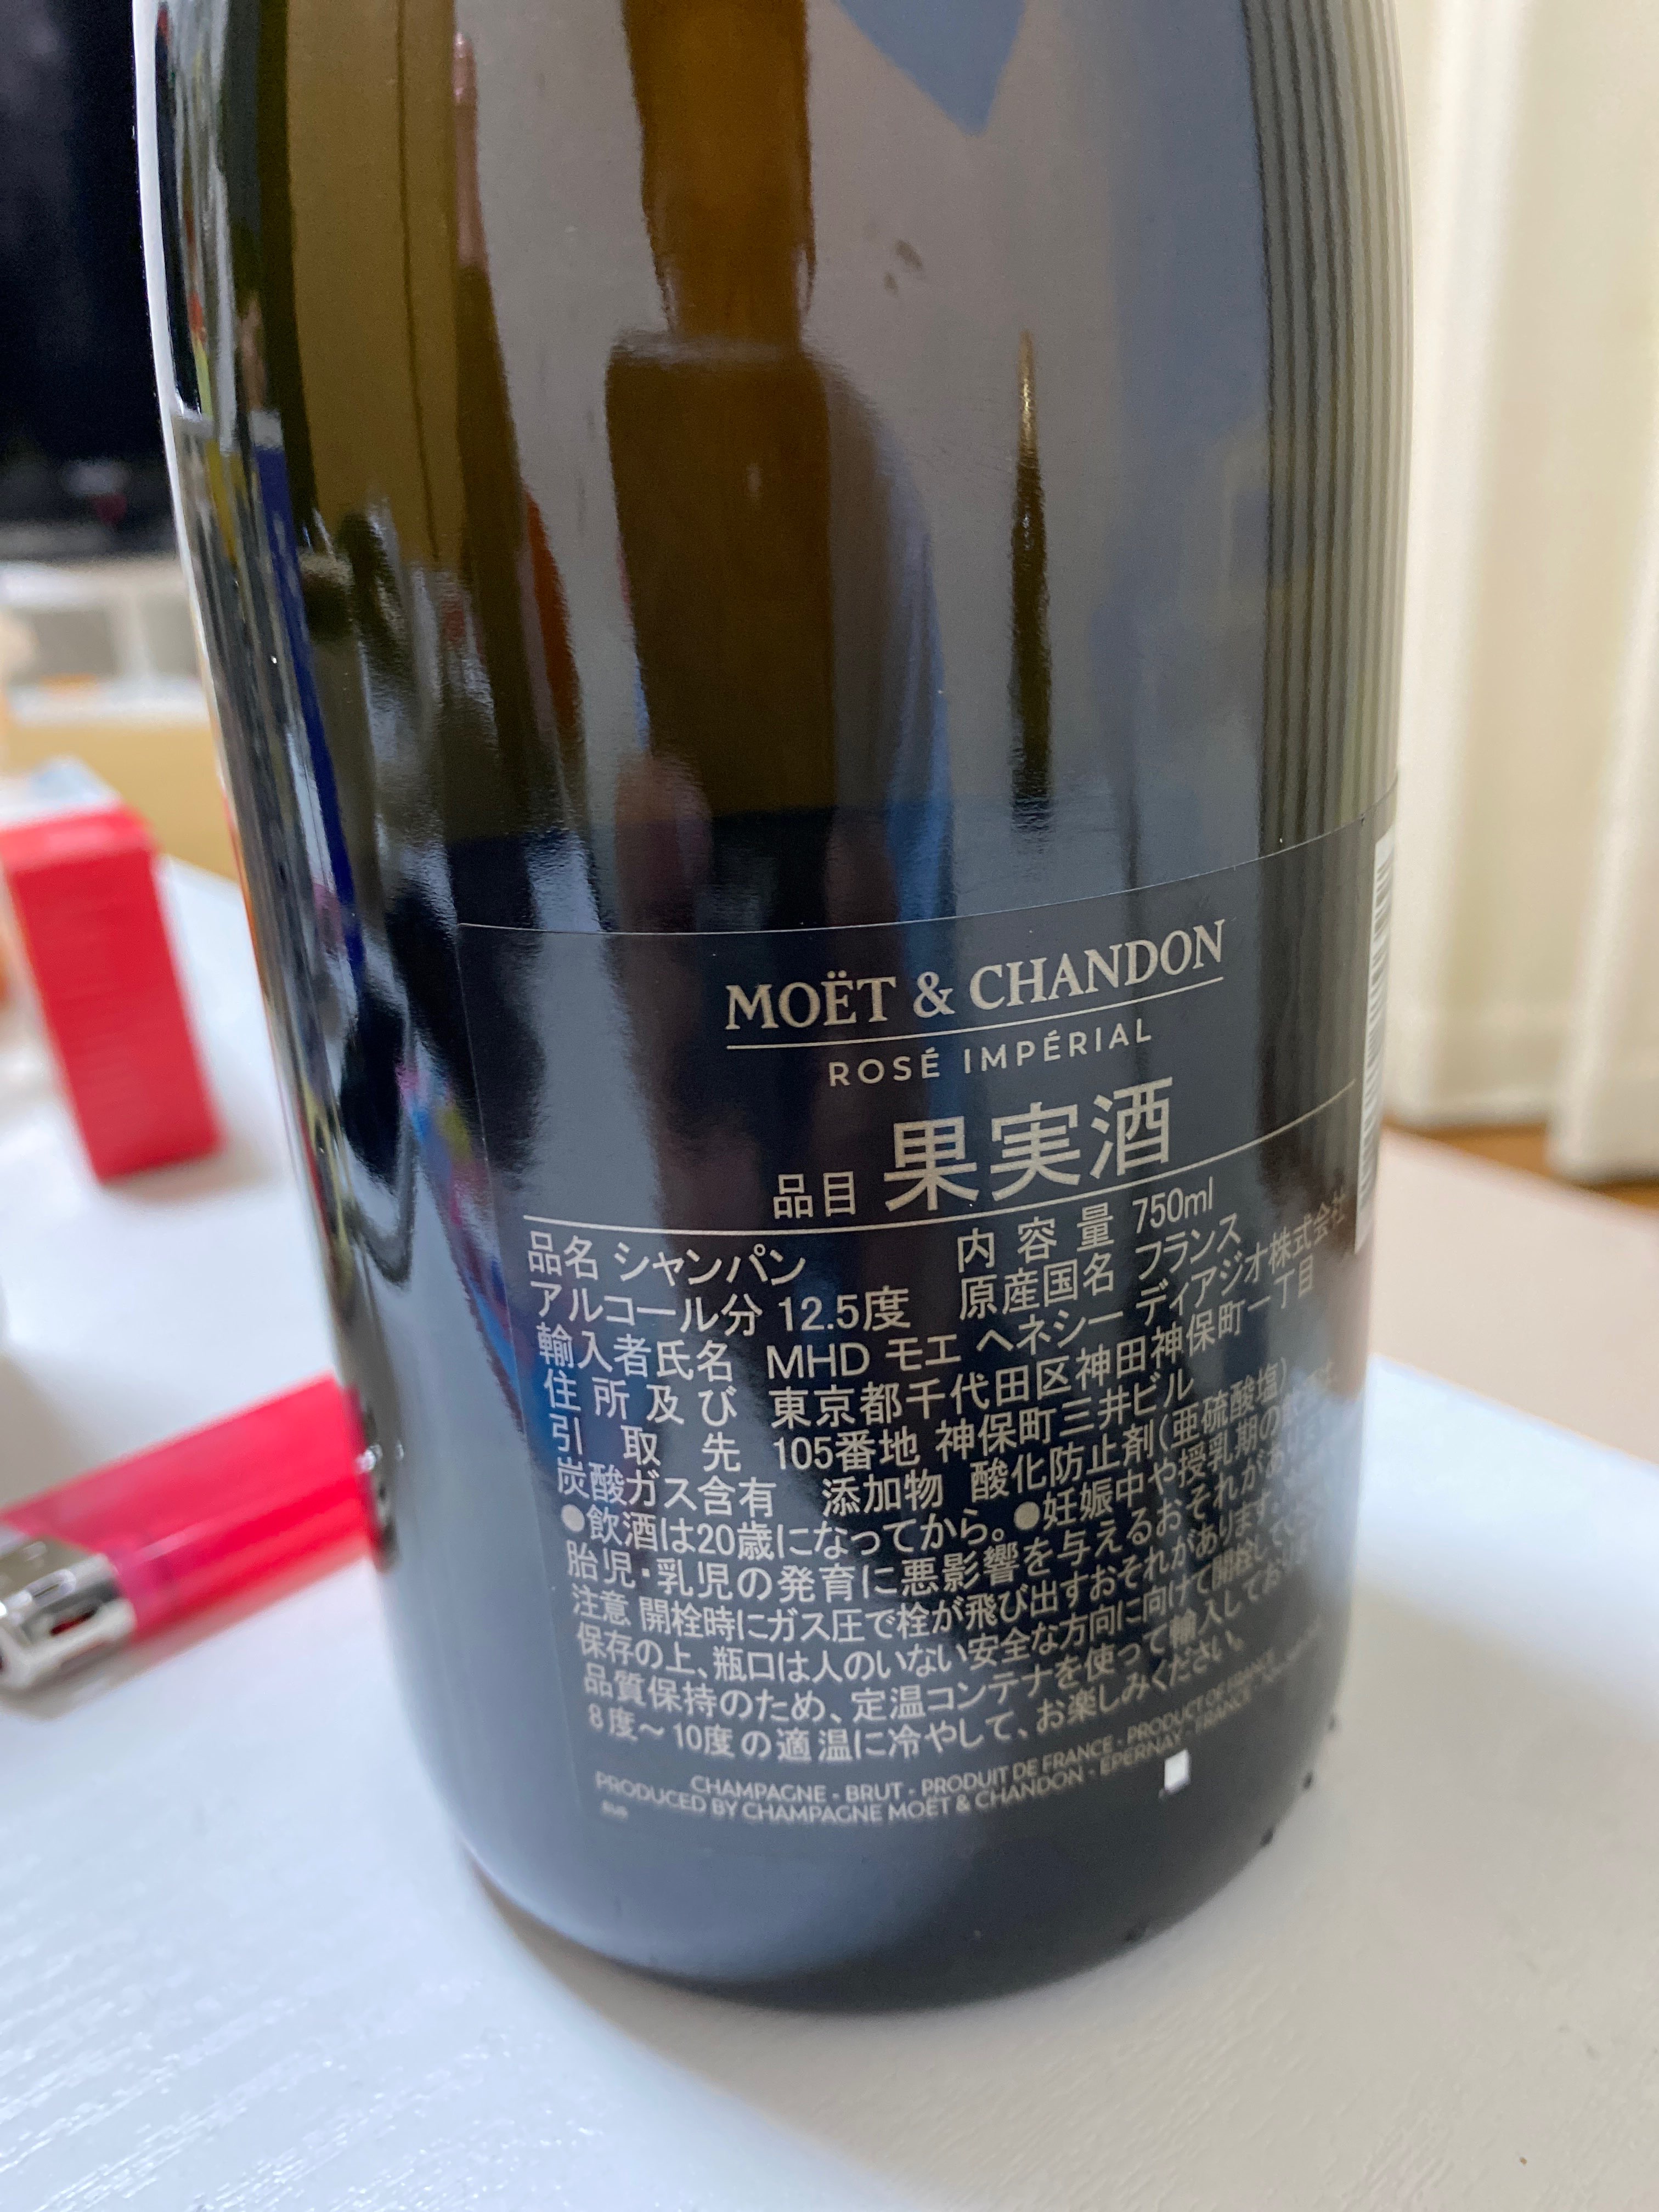 MOËT & CHANDON
ROSÉ IMPÉRIAL
品目 果実酒
品名 シャンパン 内容量 750ml
アルコール分 12.5度 原産国名 フランス
輸入者氏名 MHD モエ ヘネシー ディアジオ株式会社
住所及び 東京都千代田区神田神保町一丁目
引取先 105番地 神保町三井ビル
炭酸ガス含有 添加物 酸化防止剤(亜硫酸塩)
●飲酒は20歳になってから。●妊娠中や授乳期の飲酒は、
胎児・乳児の発育に悪影響を与えるおそれがあります。
注意 開栓時にガス圧で栓が飛び出すおそれがあります。
保存の上、瓶口は人のいない安全な方向に向けて開栓して
品質保持のため、定温コンテナを使って輸入しており
8度～10度の適温に冷やして、お楽しみください。
CHAMPAGNE - BRUT - PRODUIT DE FRANCE - PRODUCT OF FRANCE
PRODUCED BY CHAMPAGNE MOËT & CHANDON - EPERNAY - FRANCE